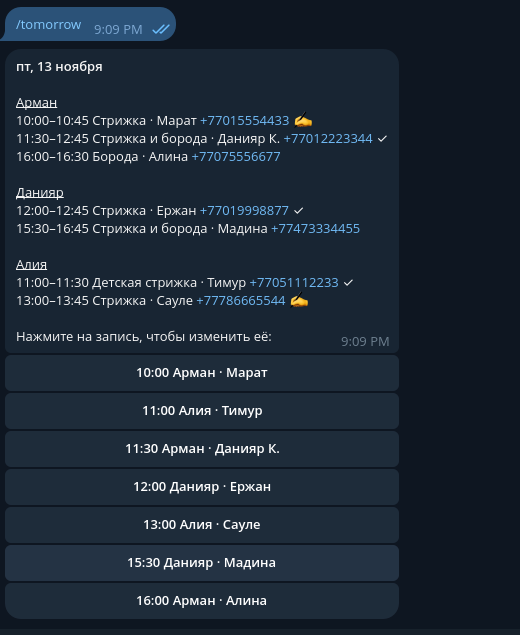 /tomorrow 9:09 PM
пт, 13 ноября
Арман
10:00–10:45 Стрижка · Марат +77015554433 ✍️
11:30–12:45 Стрижка и борода · Данияр К. +77012223344 ✓
16:00–16:30 Борода · Алина +77075556677
Данияр
12:00–12:45 Стрижка · Ержан +77019998877 ✓
15:30–16:45 Стрижка и борода · Мадина +77473334455
Алия
11:00–11:30 Детская стрижка · Тимур +77051112233 ✓
13:00–13:45 Стрижка · Сауле +77786665544 ✍️
Нажмите на запись, чтобы изменить её:
9:09 PM
10:00 Арман · Марат
11:00 Алия · Тимур
11:30 Арман · Данияр К.
12:00 Данияр · Ержан
13:00 Алия · Сауле
15:30 Данияр · Мадина
16:00 Арман · Алина